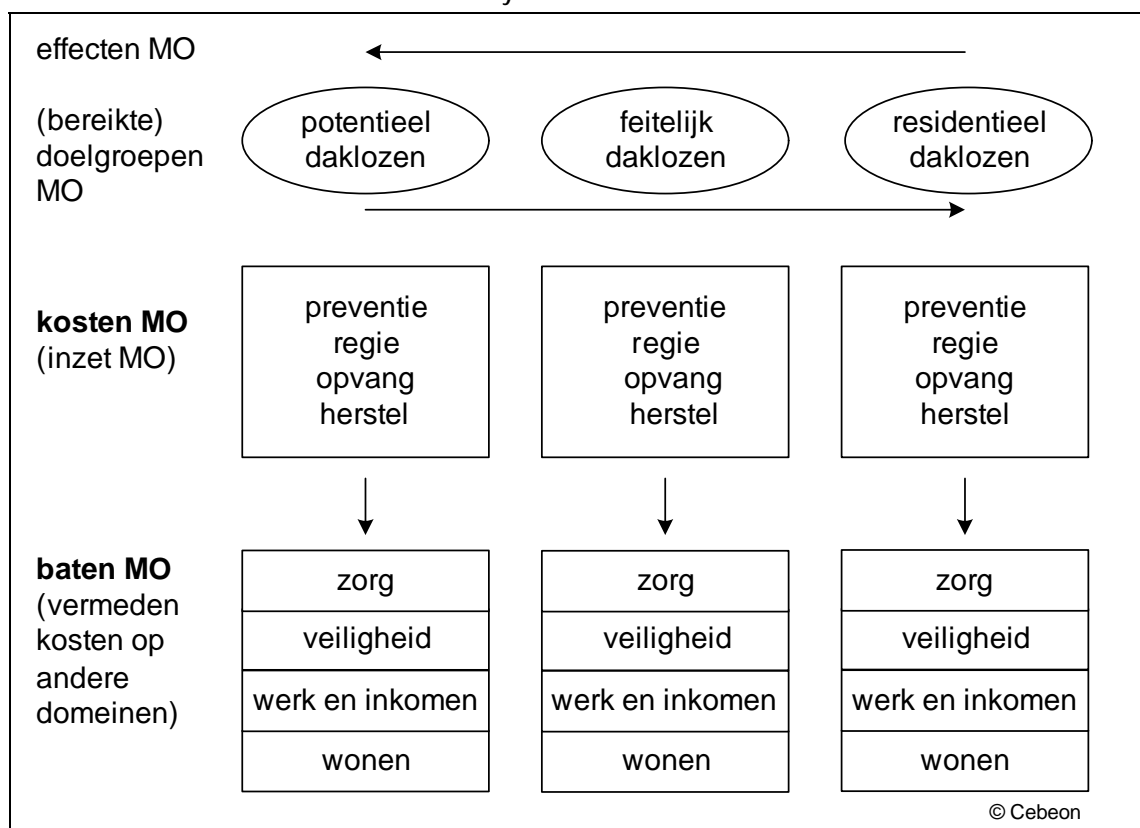 effecten MO
(bereikte)
doelgroepen
MO
potentieel
daklozen
feitelijk
daklozen
residentieel
daklozen
kosten MO
(inzet MO)
preventie
regie
opvang
herstel
preventie
regie
opvang
herstel
preventie
regie
opvang
herstel
baten MO
(vermeden
kosten op
andere
domeinen)
zorg
veiligheid
werk en inkomen
wonen
zorg
veiligheid
werk en inkomen
wonen
zorg
veiligheid
werk en inkomen
wonen
© Cebeon